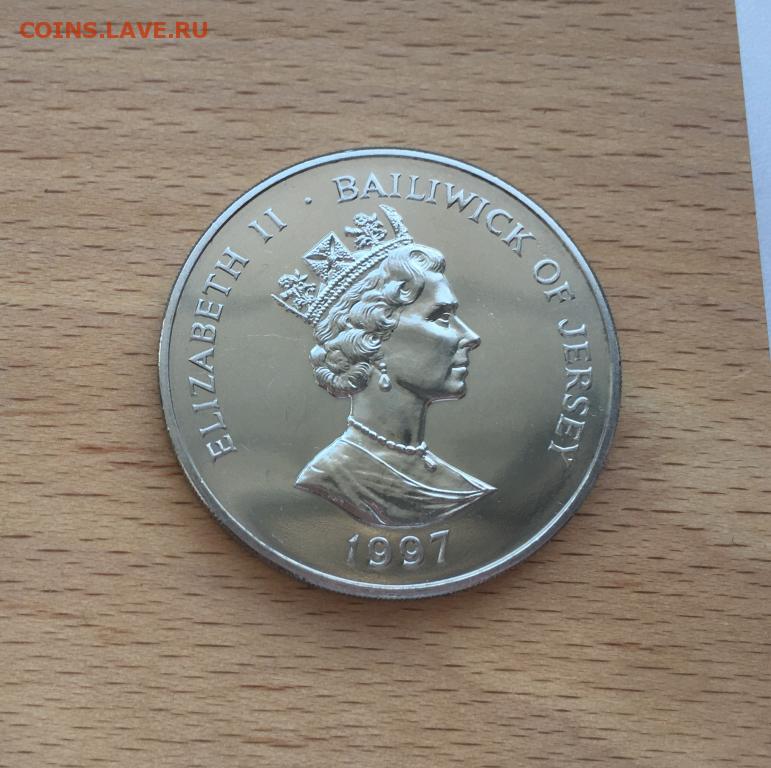 COINS.LAVE.RU
ELIZABETH II · BAILIWICK OF JERSEY
1997